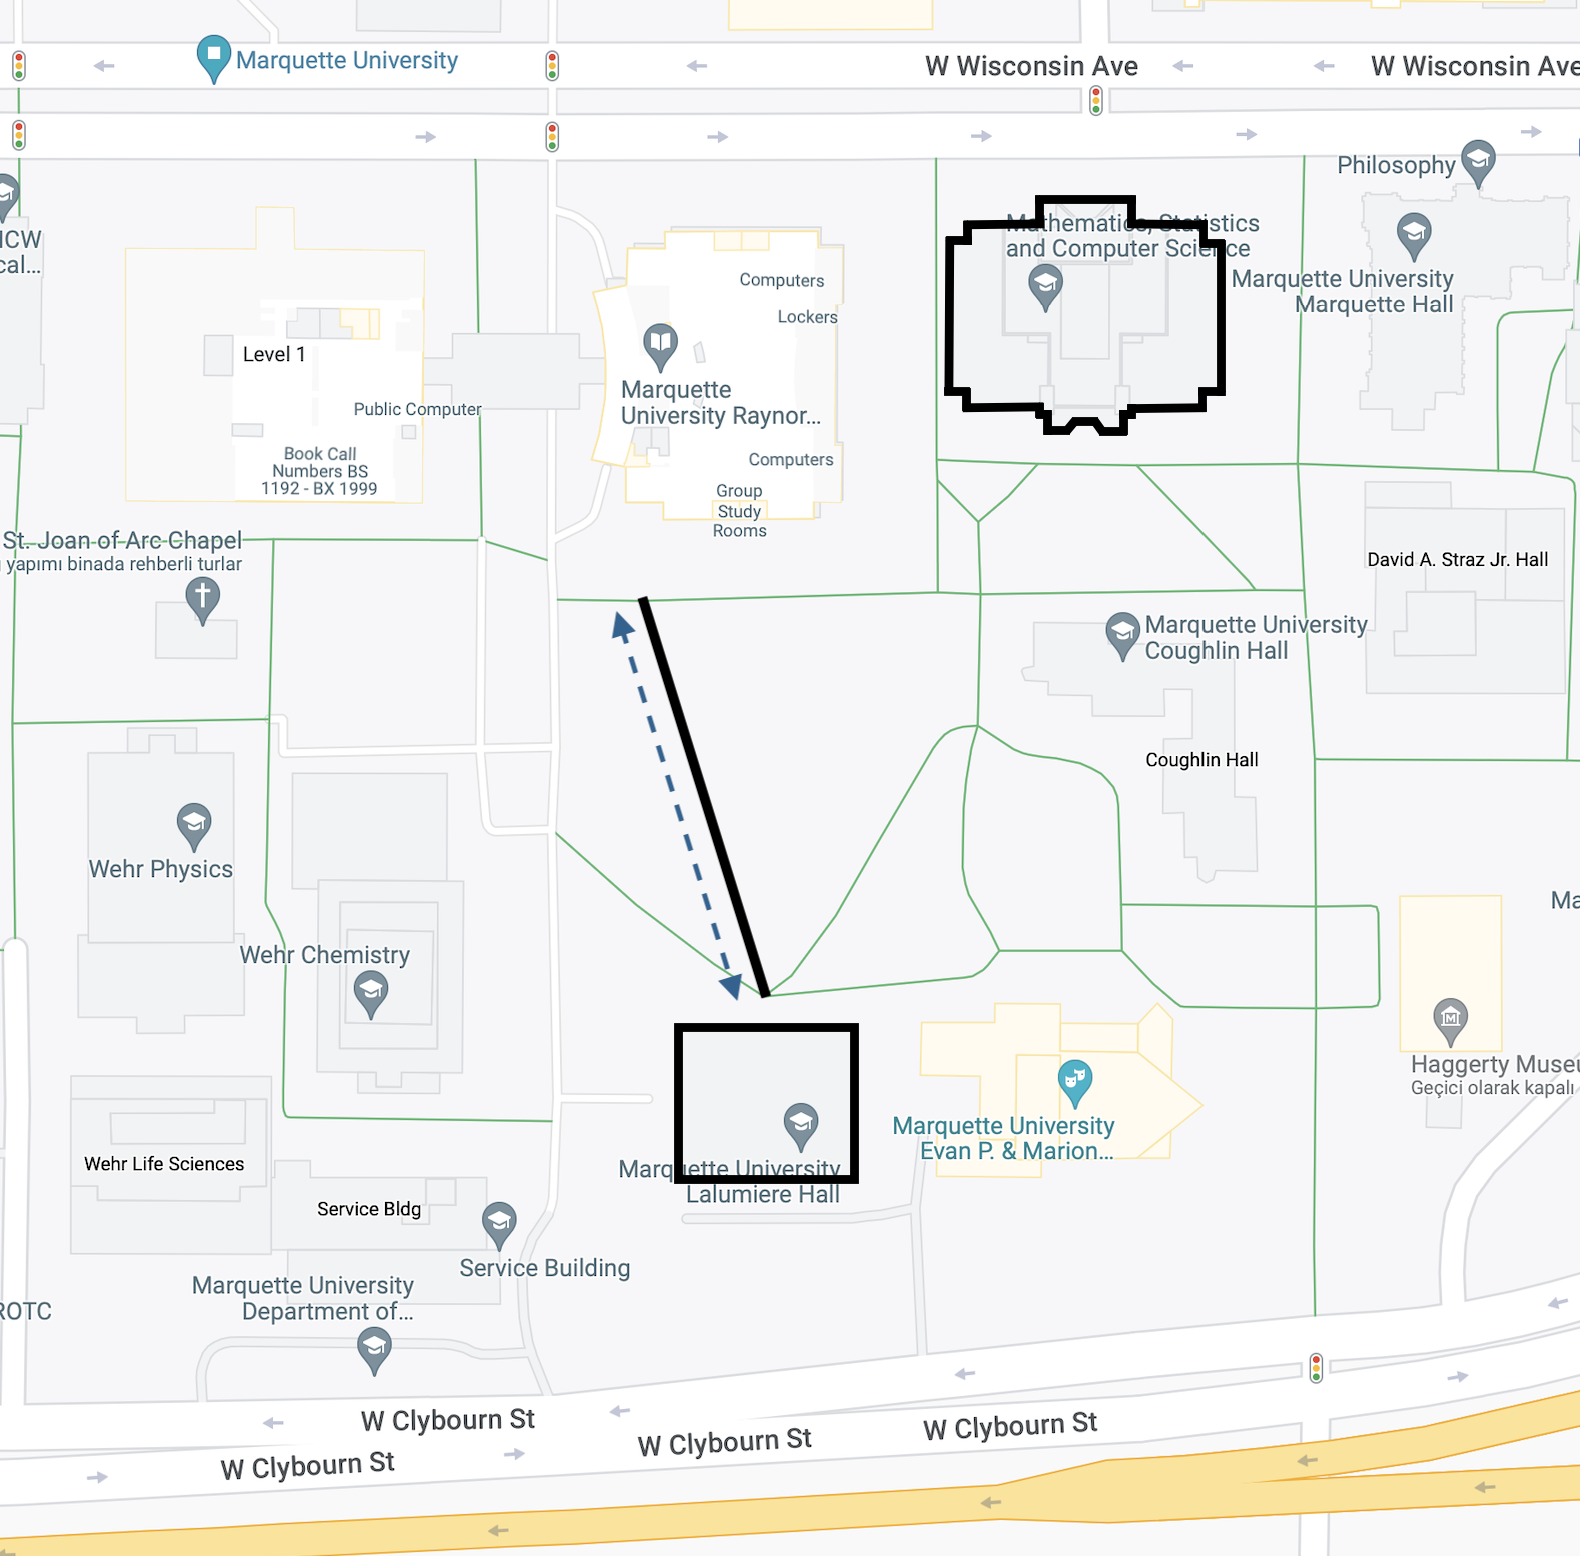 Marquette University
W Wisconsin Ave
W Wisconsin Ave
Philosophy
Mathematics, Statistics
and Computer Science
Marquette University
Marquette Hall
ICW
cal...
Computers
Lockers
Level 1
Marquette
University Raynor...
Public Computer
Book Call
Numbers BS
1192 - BX 1999
Computers
Group
Study
Rooms
St. Joan of Arc Chapel
yapımı binada rehberli turlar
David A. Straz Jr. Hall
Marquette University
Coughlin Hall
Coughlin Hall
Wehr Physics
Ma
Wehr Chemistry
Haggerty Museu
Geçici olarak kapalı
Marquette University
Evan P. & Marion...
Wehr Life Sciences
Marquette University
Lalumiere Hall
Service Bldg
Service Building
Marquette University
Department of...
ROTC
W Clybourn St
W Clybourn St
W Clybourn St
W Clybourn St